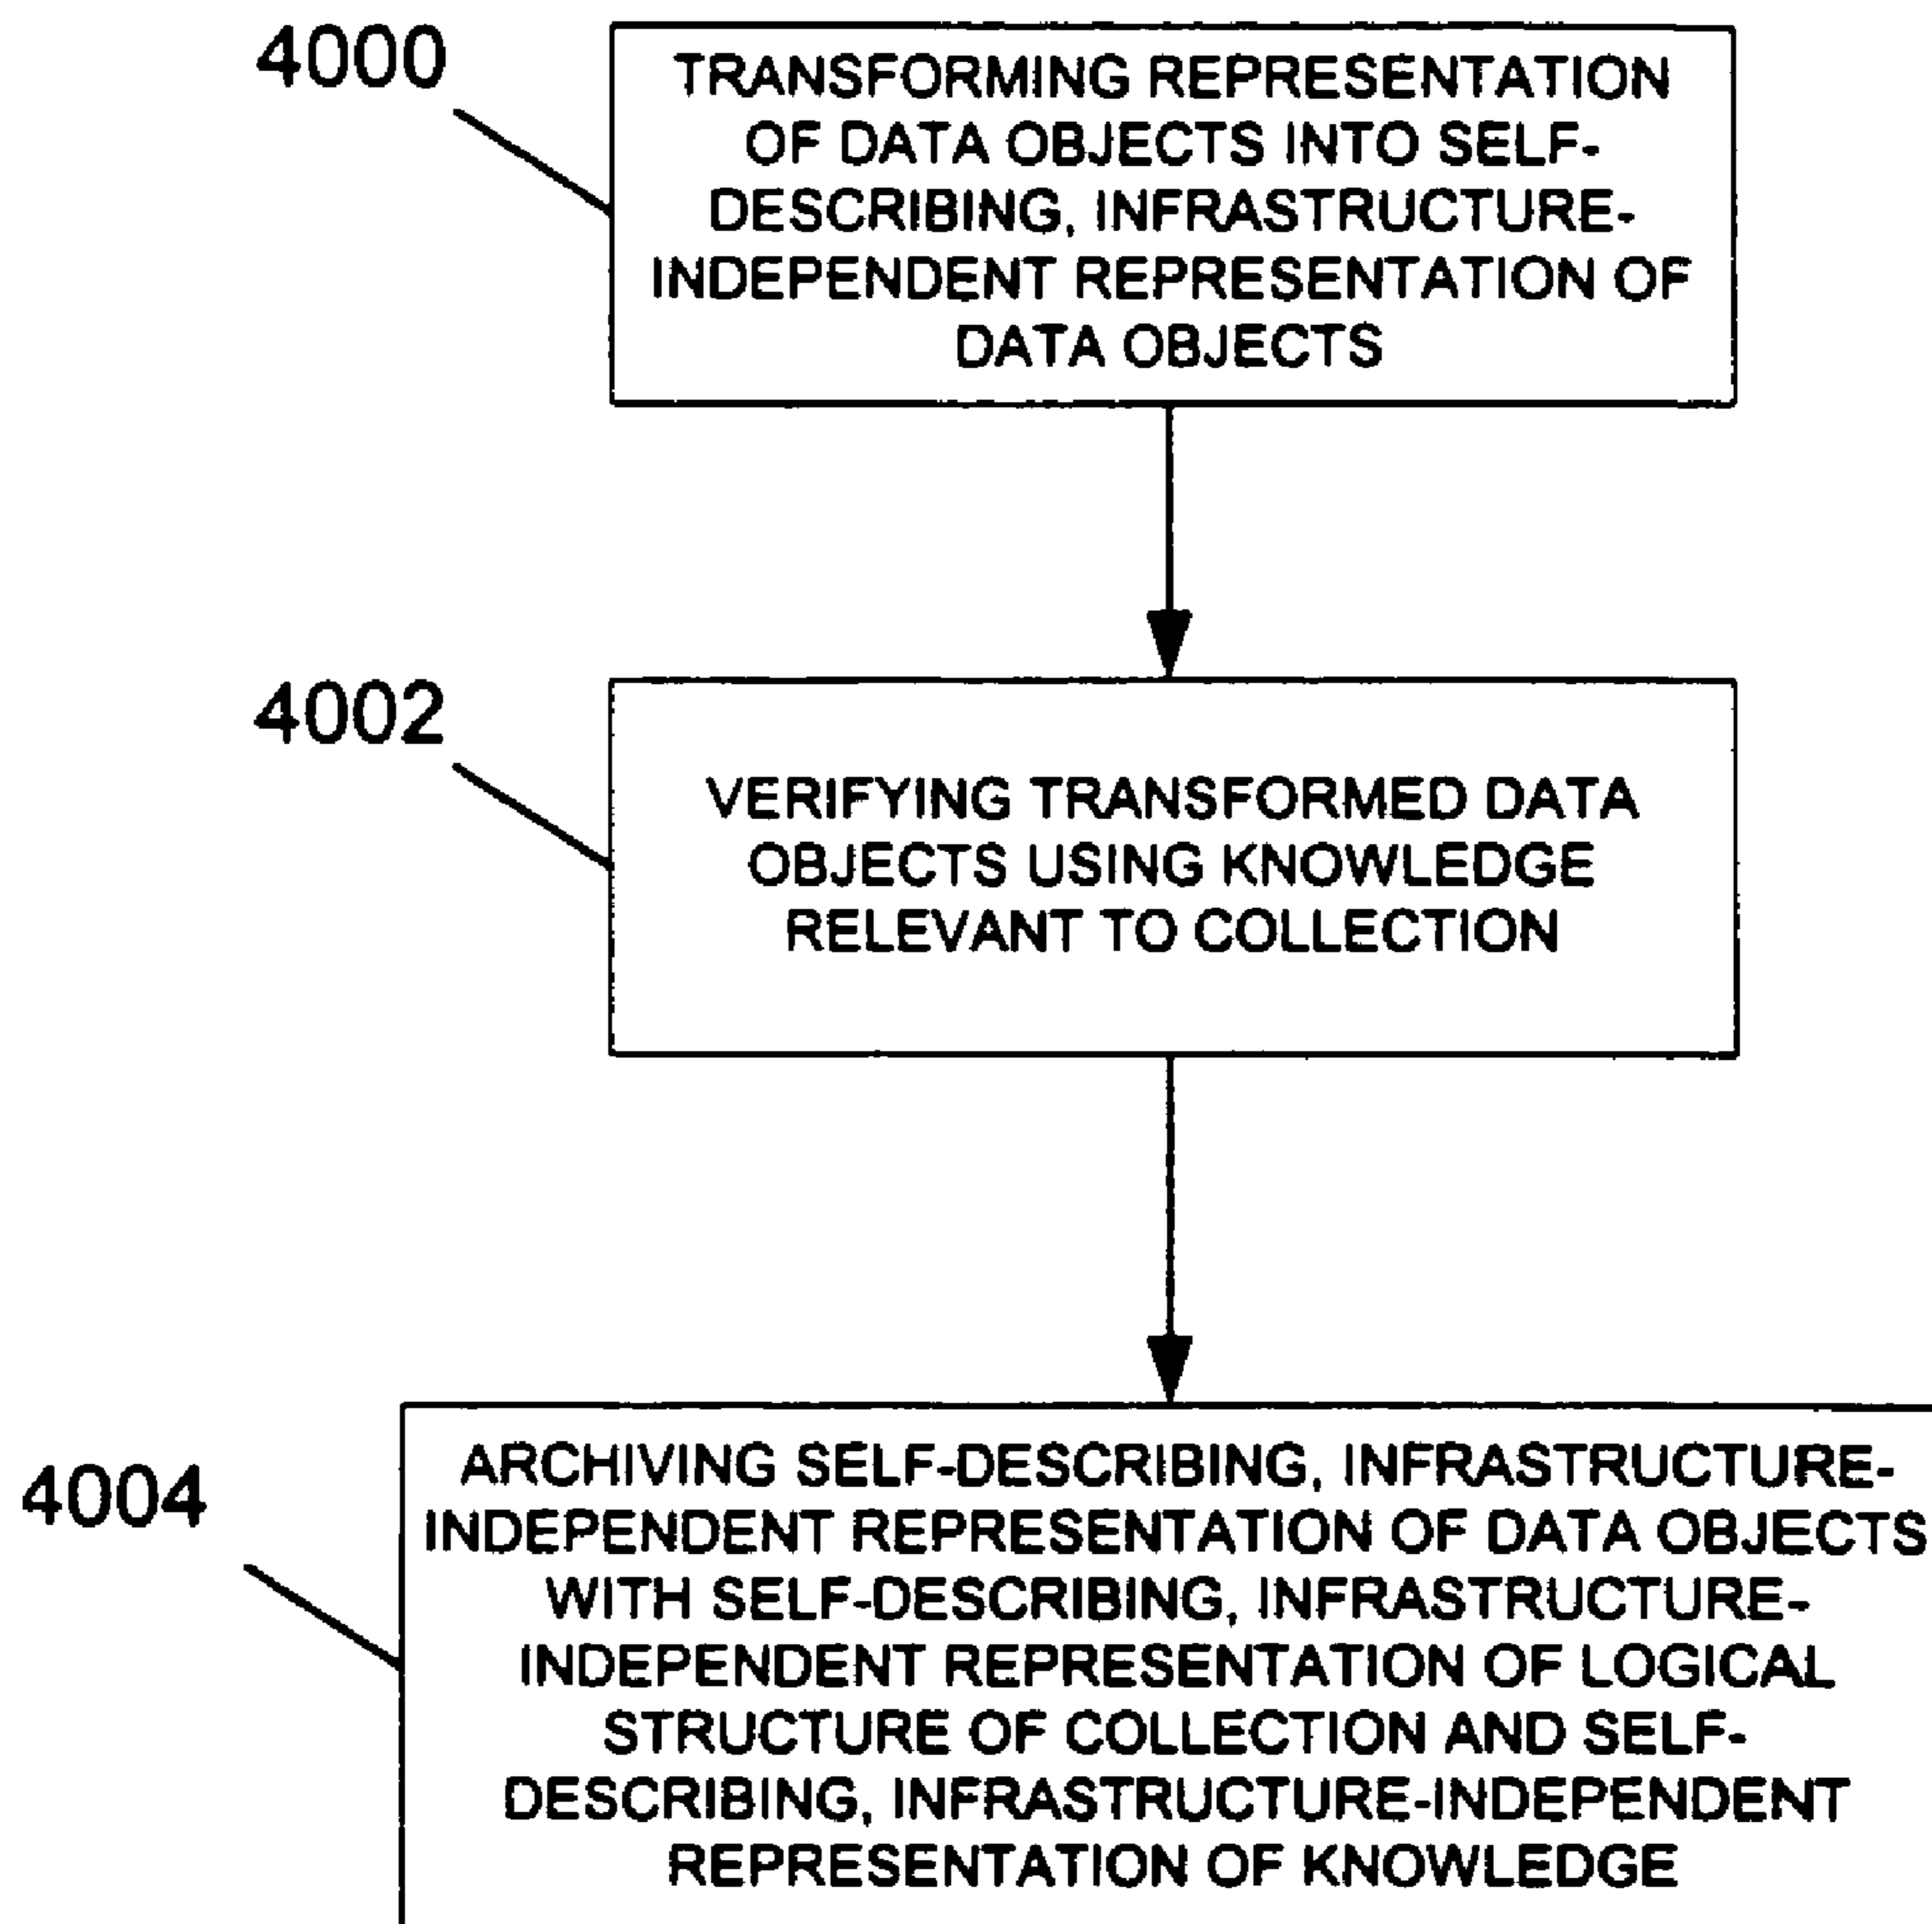 4000
TRANSFORMING REPRESENTATION
OF DATA OBJECTS INTO SELF-
DESCRIBING, INFRASTRUCTURE-
INDEPENDENT REPRESENTATION OF
DATA OBJECTS
4002
VERIFYING TRANSFORMED DATA
OBJECTS USING KNOWLEDGE
RELEVANT TO COLLECTION
4004
ARCHIVING SELF-DESCRIBING, INFRASTRUCTURE-
INDEPENDENT REPRESENTATION OF DATA OBJECTS
WITH SELF-DESCRIBING, INFRASTRUCTURE-
INDEPENDENT REPRESENTATION OF LOGICAL
STRUCTURE OF COLLECTION AND SELF-
DESCRIBING, INFRASTRUCTURE-INDEPENDENT
REPRESENTATION OF KNOWLEDGE